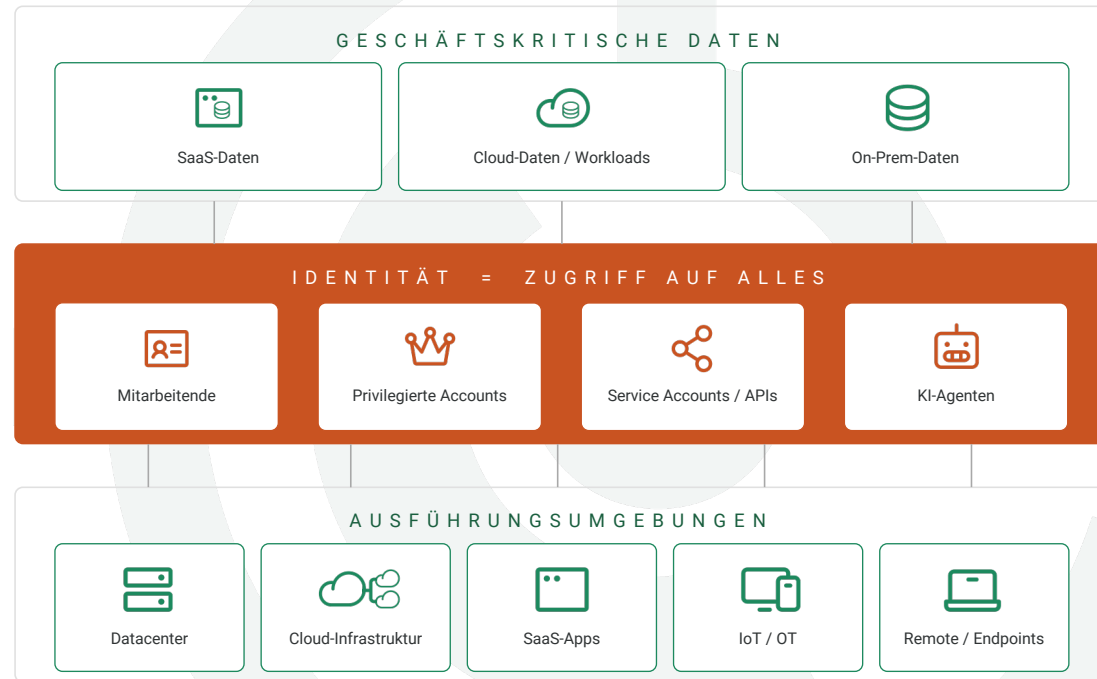 GESCHÄFTSKRITISCHE DATEN
SaaS-Daten
Cloud-Daten / Workloads
On-Prem-Daten
IDENTITÄT = ZUGRIFF AUF ALLES
Mitarbeitende
Privilegierte Accounts
Service Accounts / APIs
KI-Agenten
AUSFÜHRUNGSUMGEBUNGEN
Datacenter
Cloud-Infrastruktur
SaaS-Apps
IoT / OT
Remote / Endpoints